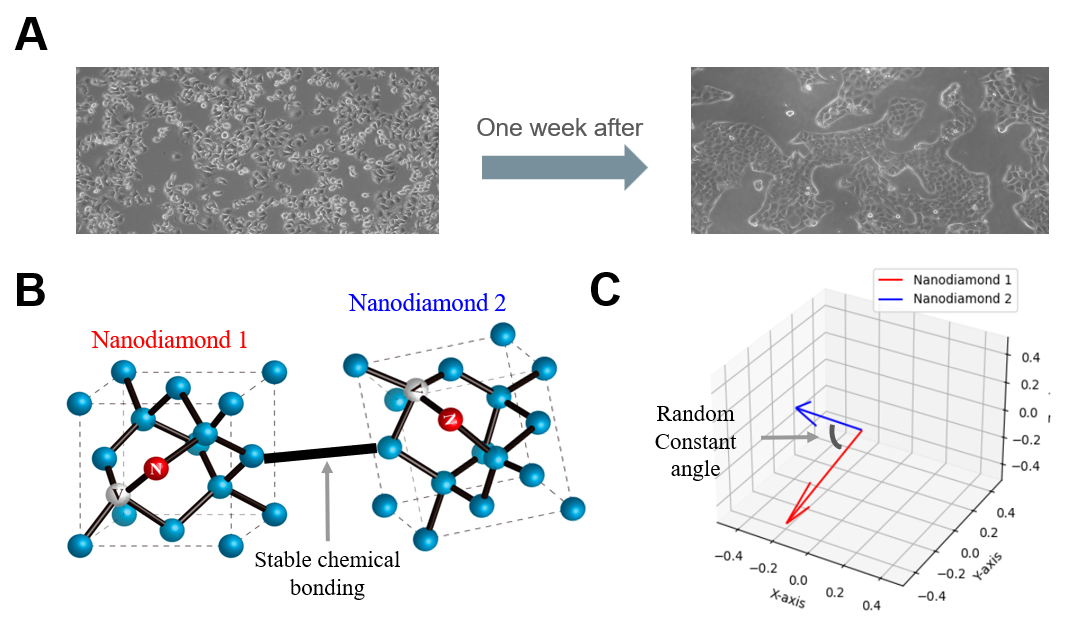 A
One week after
B
Nanodiamond 1
Nanodiamond 2
N
V
N
V
Stable chemical
bonding
C
Nanodiamond 1
Nanodiamond 2
Random
Constant
angle
0.4
0.2
0.0
−0.2
−0.4
−0.4
−0.2
0.0
0.2
0.4
X-axis
−0.4
−0.2
0.0
0.2
0.4
Y-axis